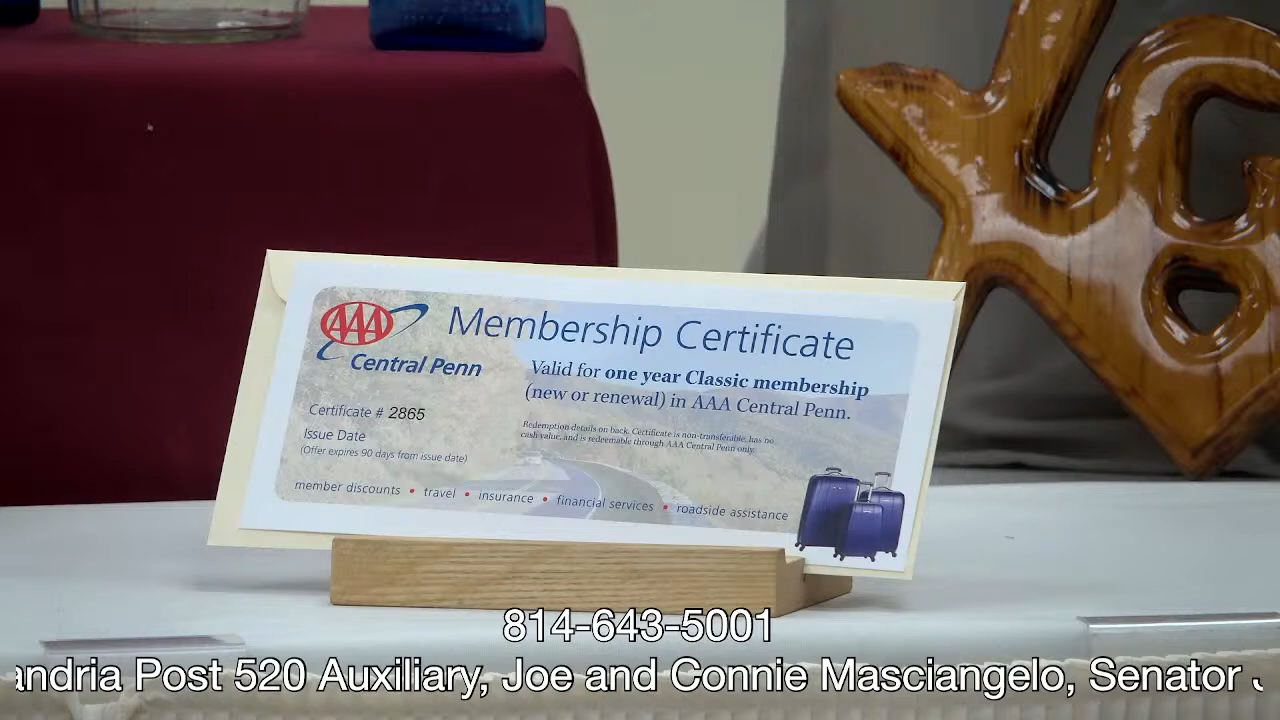 AAA
Central Penn
Membership Certificate
Valid for one year Classic membership
(new or renewal) in AAA Central Penn.
Certificate # 2865
Redemption details on back. Certificate is non-transferable, has no
cash value, and is redeemable through AAA Central Penn only.
Issue Date
(Offer expires 90 days from issue date)
member discounts • travel • insurance • financial services • roadside assistance
814-643-5001
andria Post 520 Auxiliary, Joe and Connie Masciangelo, Senator